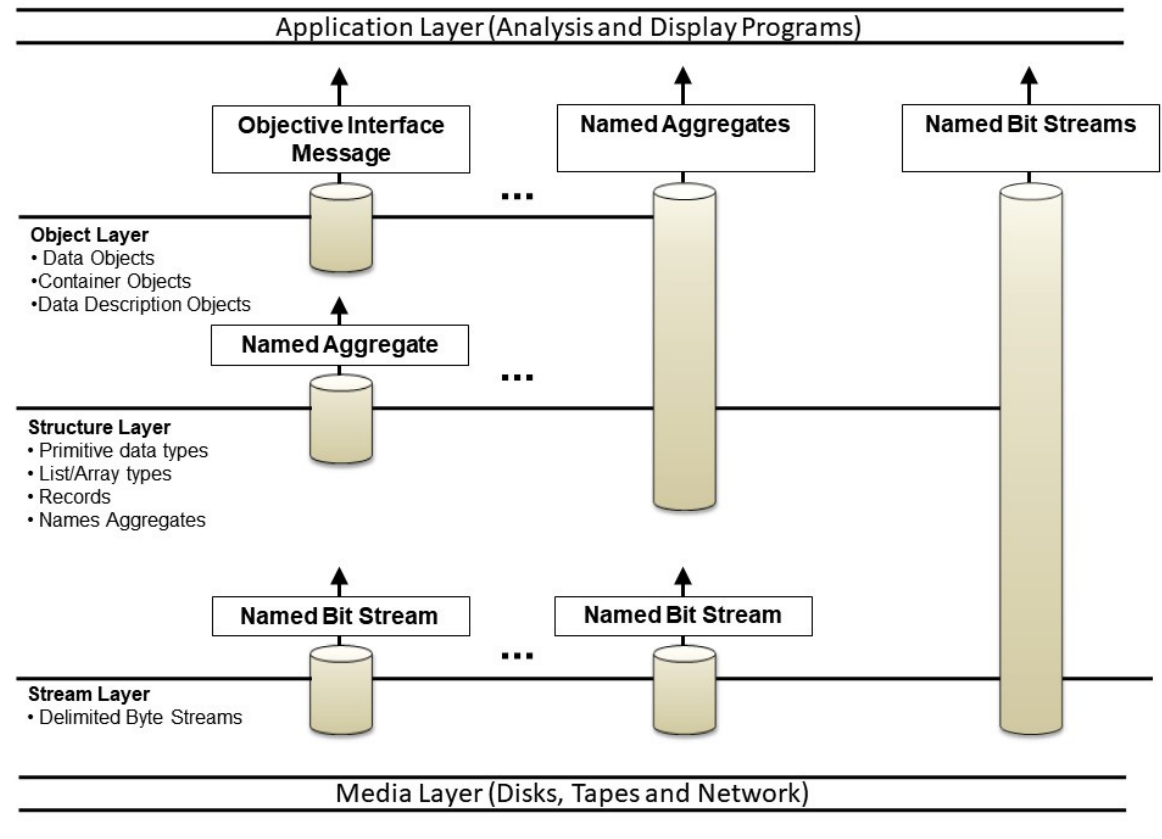 Application Layer (Analysis and Display Programs)
Objective Interface
Message
Named Aggregates
Named Bit Streams
...
Object Layer
• Data Objects
•Container Objects
•Data Description Objects
Named Aggregate
...
Structure Layer
• Primitive data types
• List/Array types
• Records
• Names Aggregates
Named Bit Stream
Named Bit Stream
...
Stream Layer
• Delimited Byte Streams
Media Layer (Disks, Tapes and Network)